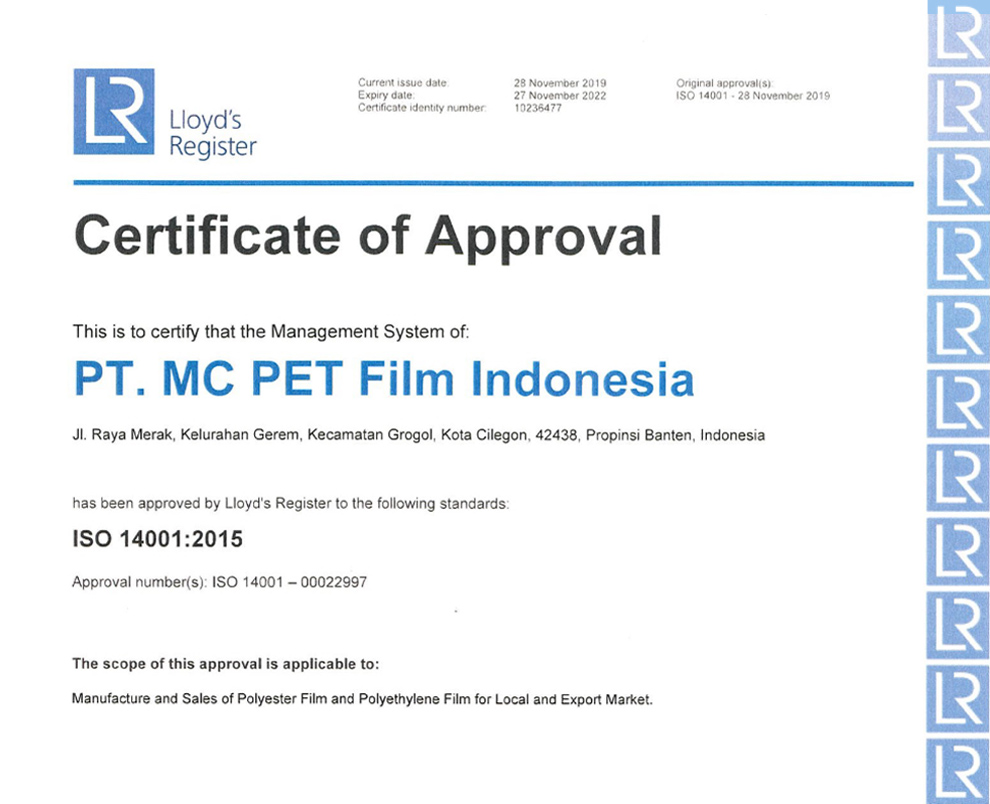 LR
Lloyd's
Register
Current issue date: 28 November 2019
Expiry date: 27 November 2022
Certificate identity number: 10236477
Original approval(s):
ISO 14001 - 28 November 2019
Certificate of Approval
This is to certify that the Management System of:
PT. MC PET Film Indonesia
Jl. Raya Merak, Kelurahan Gerem, Kecamatan Grogol, Kota Cilegon, 42438, Propinsi Banten, Indonesia
has been approved by Lloyd's Register to the following standards:
ISO 14001:2015
Approval number(s): ISO 14001 – 00022997
The scope of this approval is applicable to:
Manufacture and Sales of Polyester Film and Polyethylene Film for Local and Export Market.
LR
LR
LR
LR
LR
LR
LR
LR
LR
LR
LR